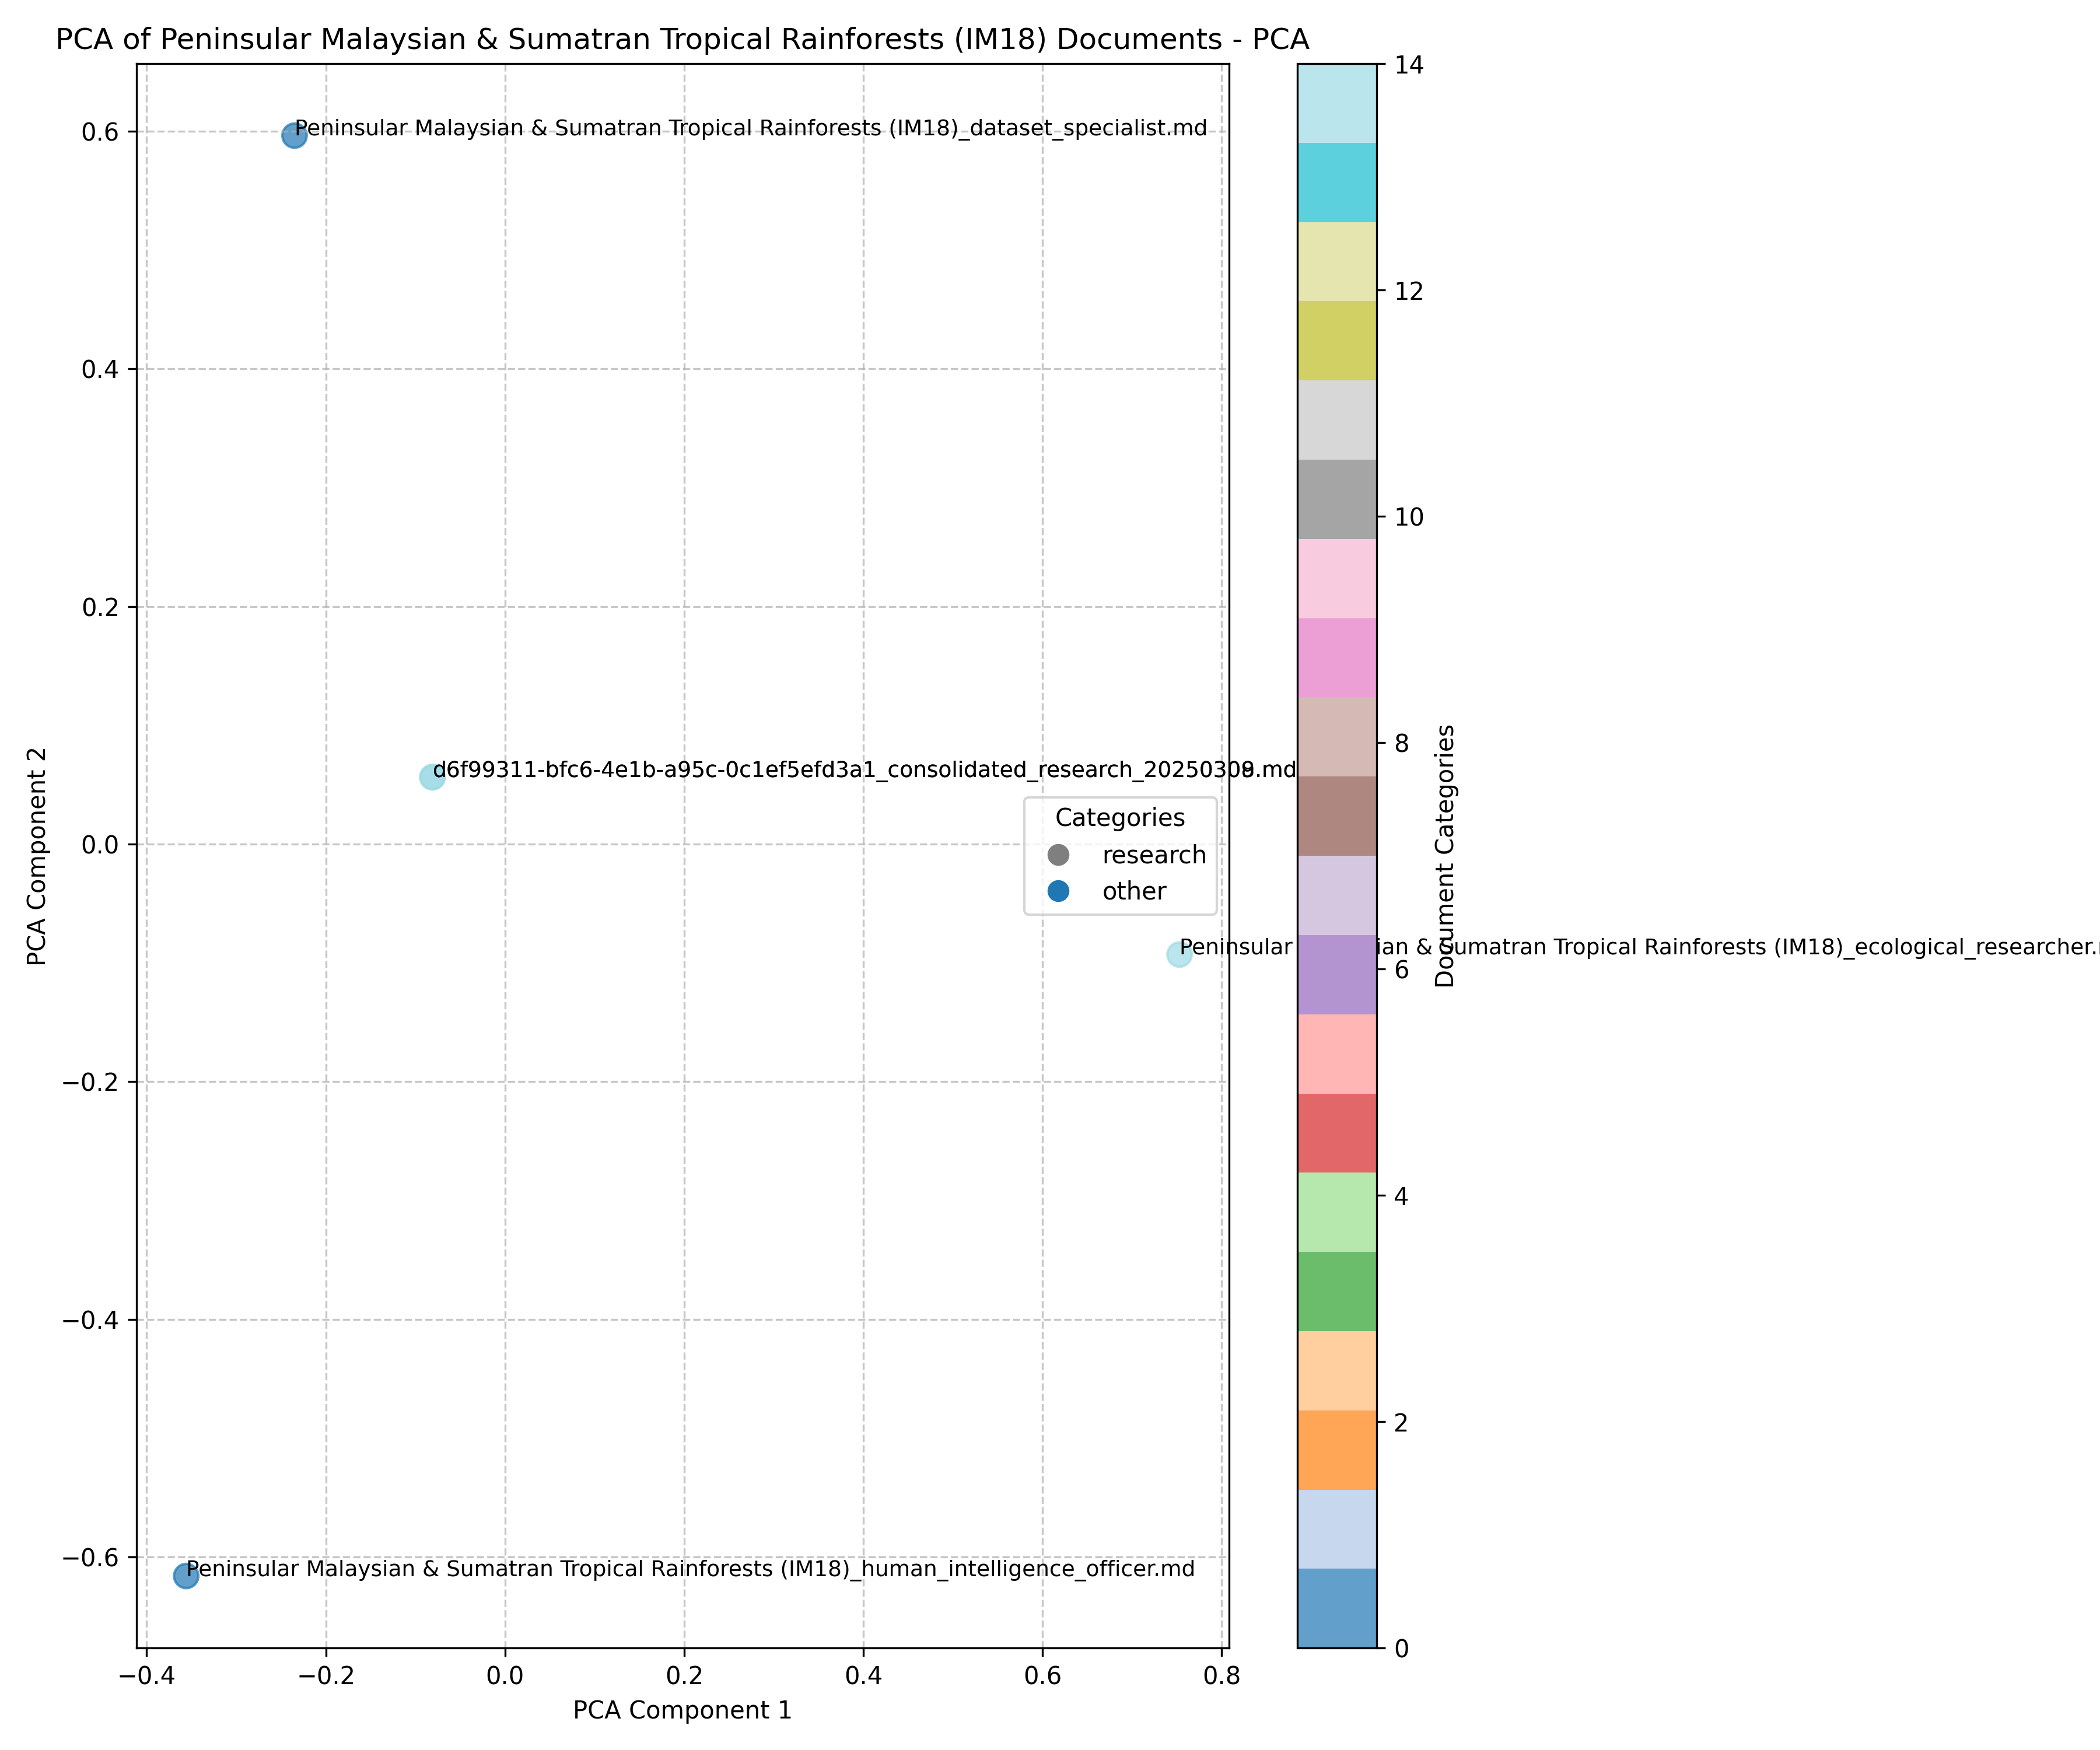 PCA of Peninsular Malaysian & Sumatran Tropical Rainforests (IM18) Documents - PCA
PCA Component 2
0.6
0.4
0.2
0.0
−0.2
−0.4
−0.6
Peninsular Malaysian & Sumatran Tropical Rainforests (IM18)_dataset_specialist.md
d6f99311-bfc6-4e1b-a95c-0c1ef5efd3a1_consolidated_research_2025030
.md
Categories
research
other
Peninsular
ian & Sumatran Tropical Rainforests (IM18)_ecological_researcher.
Peninsular Malaysian & Sumatran Tropical Rainforests (IM18)_human_intelligence_officer.md
−0.4
−0.2
0.0
0.2
0.4
0.6
0.8
PCA Component 1
14
12
10
8
6
4
2
0
Document Categories